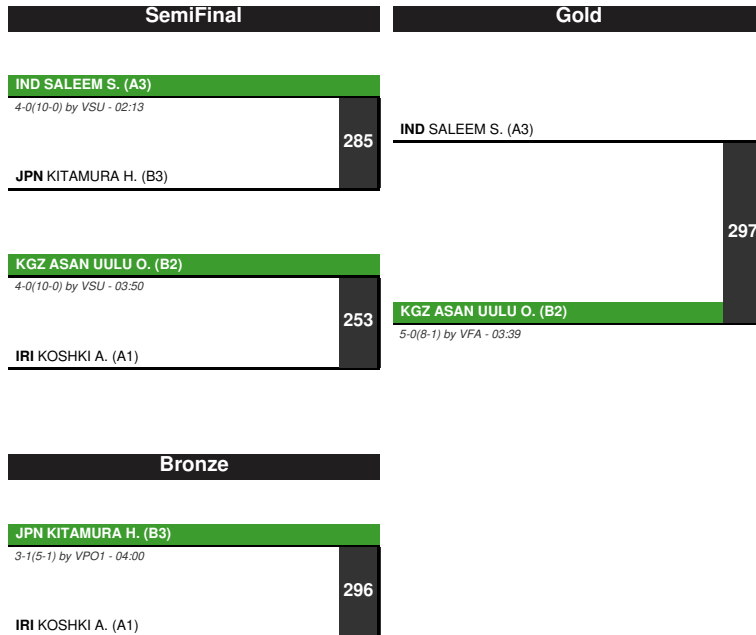 SemiFinal
Gold
IND SALEEM S. (A3)
4-0(10-0) by VSU - 02:13
285
JPN KITAMURA H. (B3)
IND SALEEM S. (A3)
297
KGZ ASAN UULU O. (B2)
4-0(10-0) by VSU - 03:50
253
IRI KOSHKI A. (A1)
KGZ ASAN UULU O. (B2)
5-0(8-1) by VFA - 03:39
Bronze
JPN KITAMURA H. (B3)
3-1(5-1) by VPO1 - 04:00
296
IRI KOSHKI A. (A1)